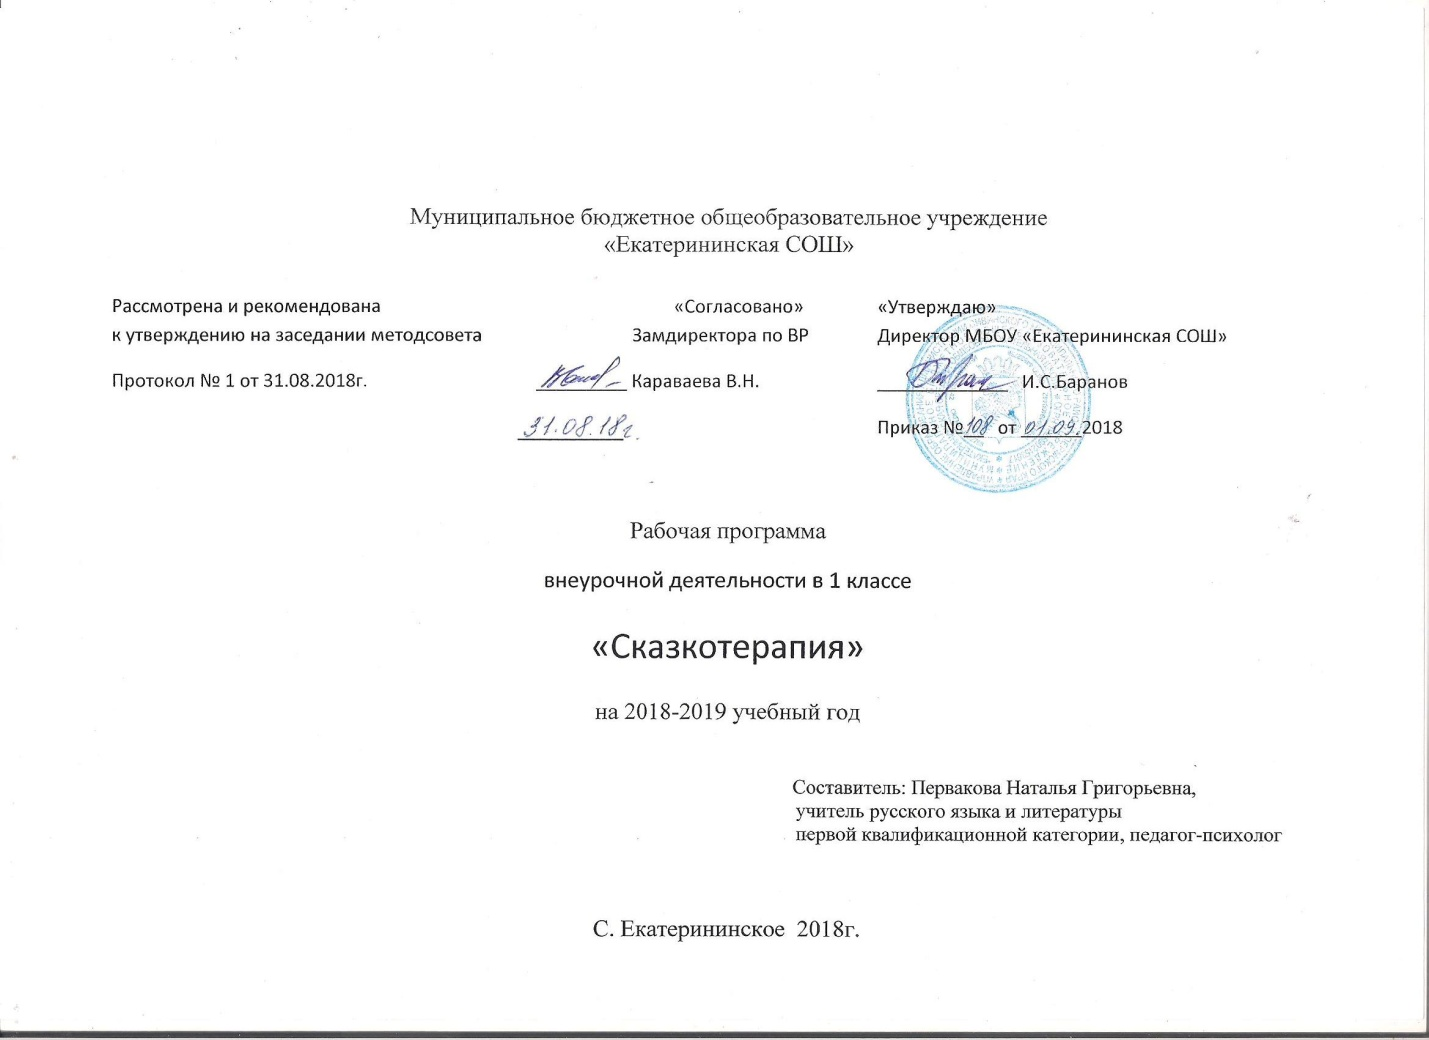 Муниципальное бюджетное общеобразовательное учреждение
«Екатерининская СОШ»
Рассмотрена и рекомендована
к утверждению на заседании методсовета
Протокол № 1 от 31.08.2018г.
«Согласовано»
Замдиректора по ВР
Караваева В.Н.
31.08.18г.
«Утверждаю»
Директор МБОУ «Екатерининская СОШ»
И.С.Баранов
Приказ № 108 от 01.09.2018
Рабочая программа
внеурочной деятельности в 1 классе
«Сказкотерапия»
на 2018-2019 учебный год
Составитель: Первакова Наталья Григорьевна,
учитель русского языка и литературы
первой квалификационной категории, педагог-психолог
С. Екатерининское 2018г.